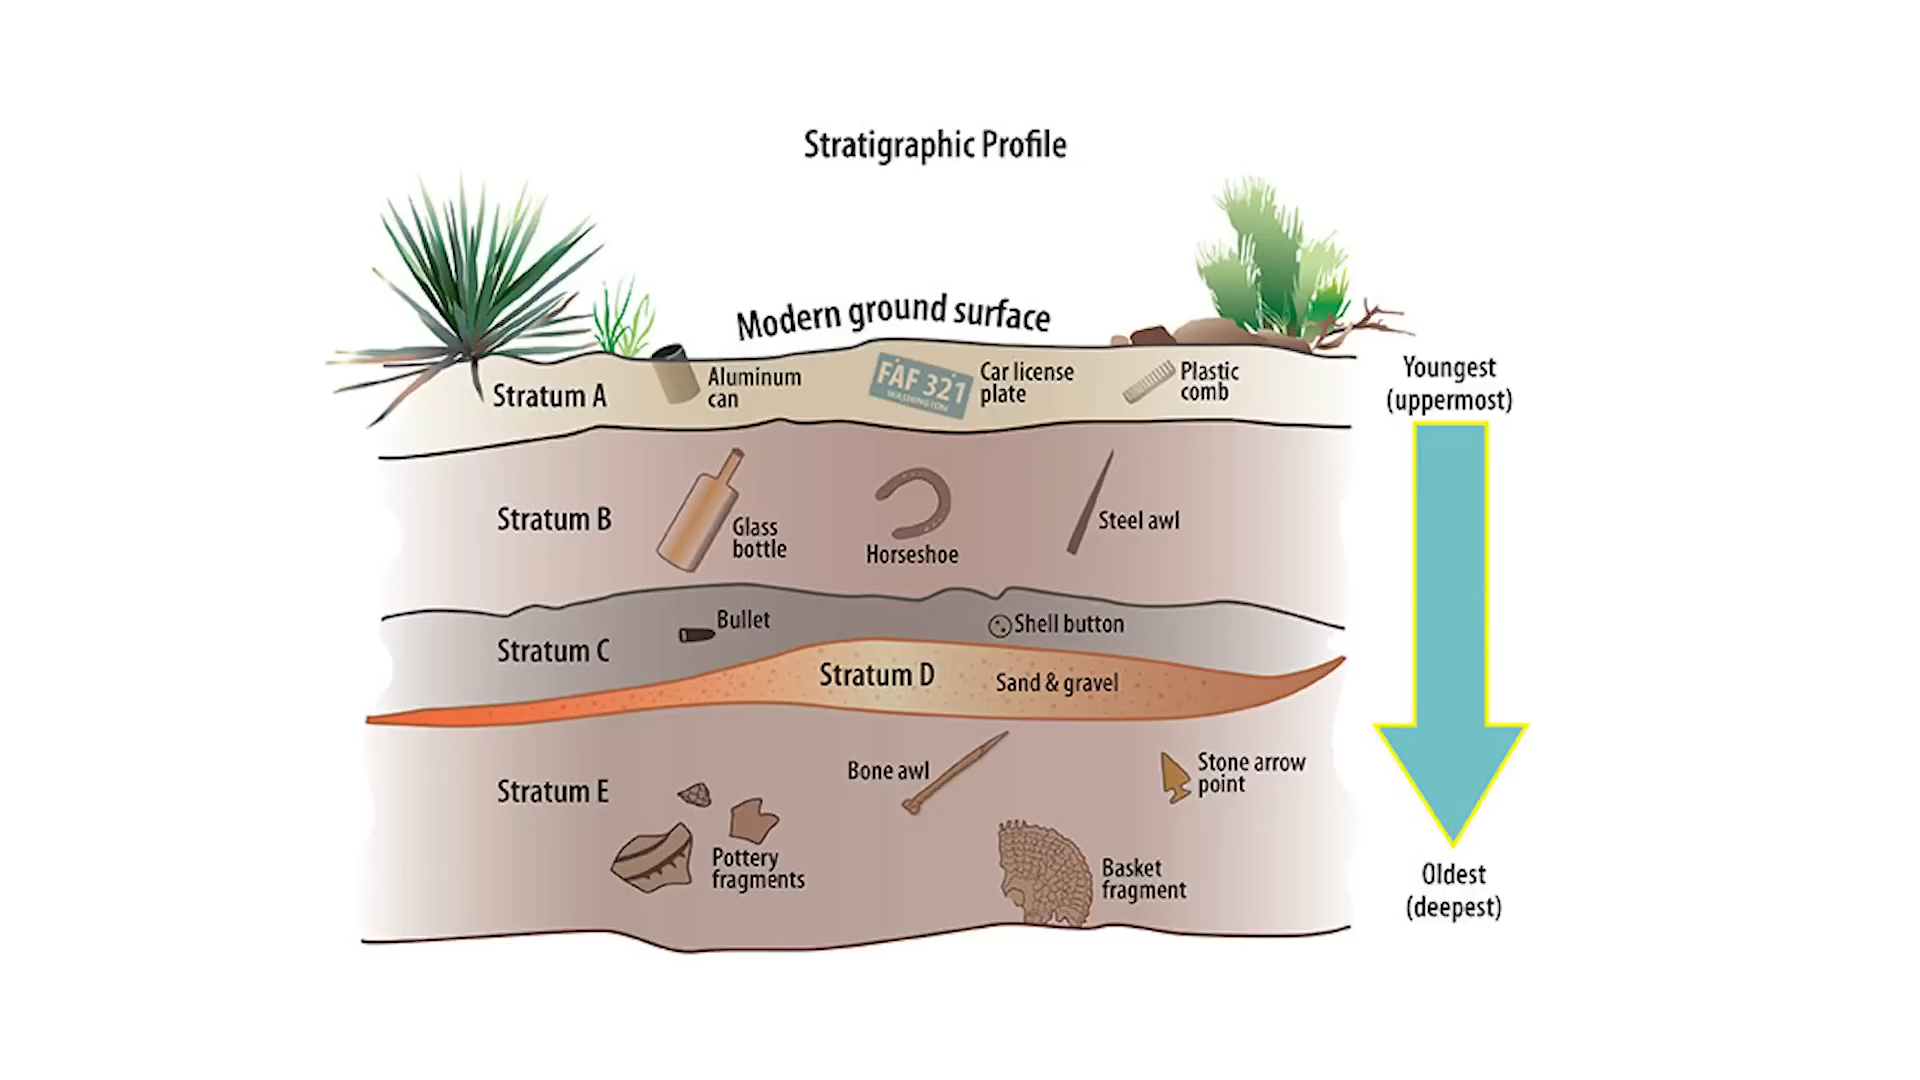 Stratigraphic Profile
Modern ground surface
Stratum A
Aluminum
can
FAF 321
WASHINGTON
Car license
plate
Plastic
comb
Youngest
(uppermost)
Stratum B
Glass
bottle
Horseshoe
Steel awl
Stratum C
Bullet
Shell button
Stratum D
Sand & gravel
Stratum E
Pottery
fragments
Bone awl
Stone arrow
point
Basket
fragment
Oldest
(deepest)